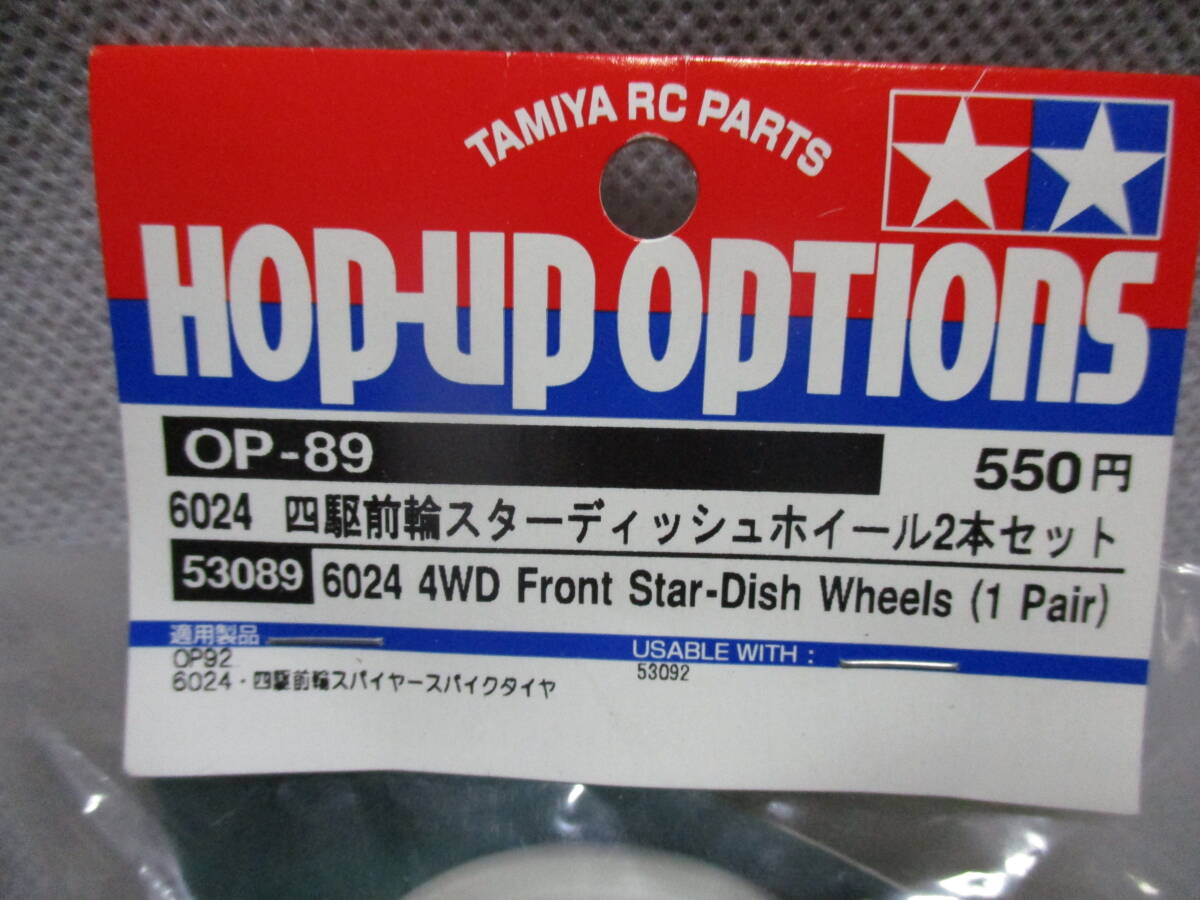 TAMIYA RC PARTS
HOP-UP OPTIONS
OP-89 550円
6024 四駆前輪スターディッシュホイール2本セット
53089 6024 4WD Front Star-Dish Wheels (1 Pair)
適用製品 USABLE WITH :
OP92 53092
6024・四駆前輪スパイヤースパイクタイヤ